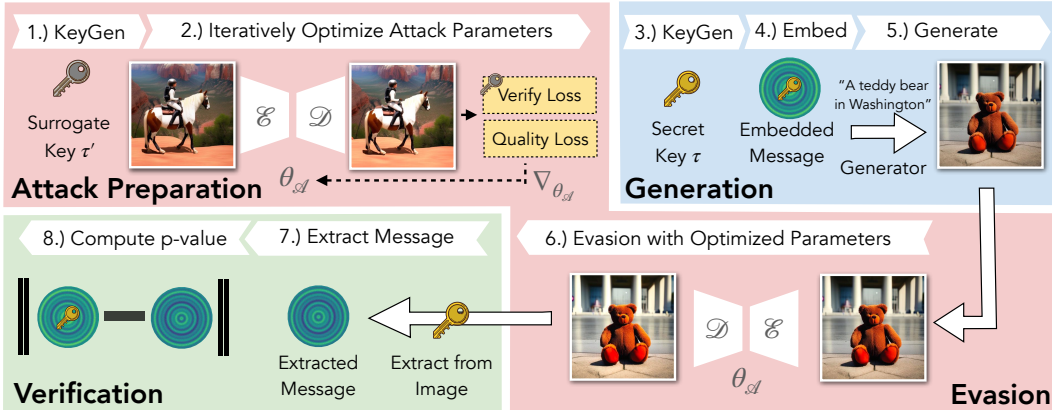 1.) KeyGen
2.) Iteratively Optimize Attack Parameters
Surrogate
Key τ′
ℰ
𝒟
Verify Loss
Quality Loss
θ𝒜
∇θ𝒜
Attack Preparation
3.) KeyGen
4.) Embed
5.) Generate
Secret
Key τ
Embedded
Message
"A teddy bear
in Washington"
Generator
Generation
8.) Compute p-value
7.) Extract Message
Extracted
Message
Extract from
Image
Verification
6.) Evasion with Optimized Parameters
𝒟
ℰ
θ𝒜
Evasion